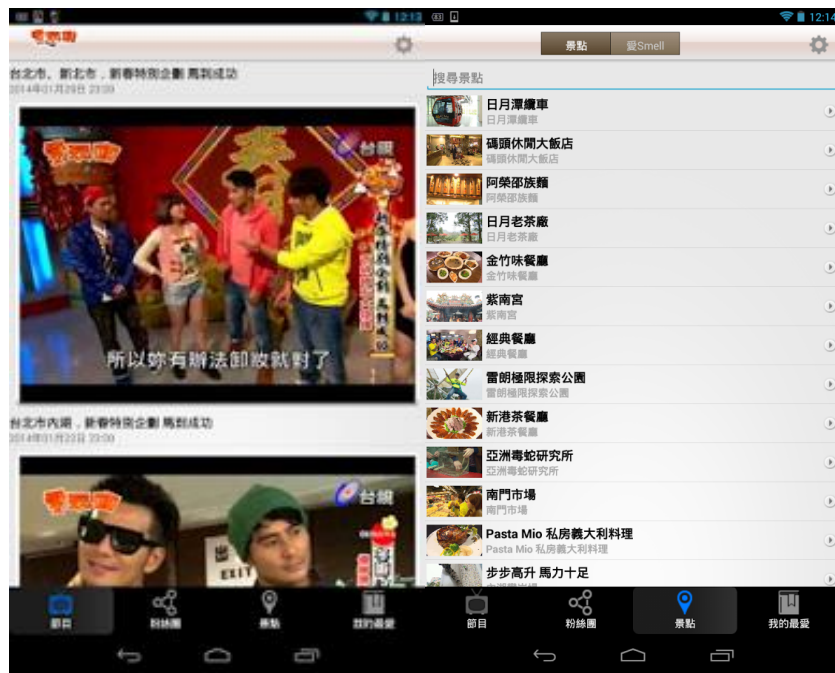 12:13
台北市、新北市，新春特別企劃 馬到成功
2014年01月29日 23:00
台視
所以妳有辦法卸妝就對了
台北市內湖，新春特別企劃 馬到成功
2014年01月22日 23:00
台視
EXIT
節目
粉絲團
景點
我的最愛
12:14
景點
愛Smell
搜尋景點
日月潭纜車
日月潭纜車
碼頭休閒大飯店
碼頭休閒大飯店
阿榮邵族麵
阿榮邵族麵
日月老茶廠
日月老茶廠
金竹味餐廳
金竹味餐廳
紫南宮
紫南宮
經典餐廳
經典餐廳
雷朗極限探索公園
雷朗極限探索公園
新港茶餐廳
新港茶餐廳
亞洲毒蛇研究所
亞洲毒蛇研究所
南門市場
南門市場
Pasta Mio 私房義大利料理
Pasta Mio 私房義大利料理
步步高升 馬力十足
節目
粉絲團
景點
我的最愛